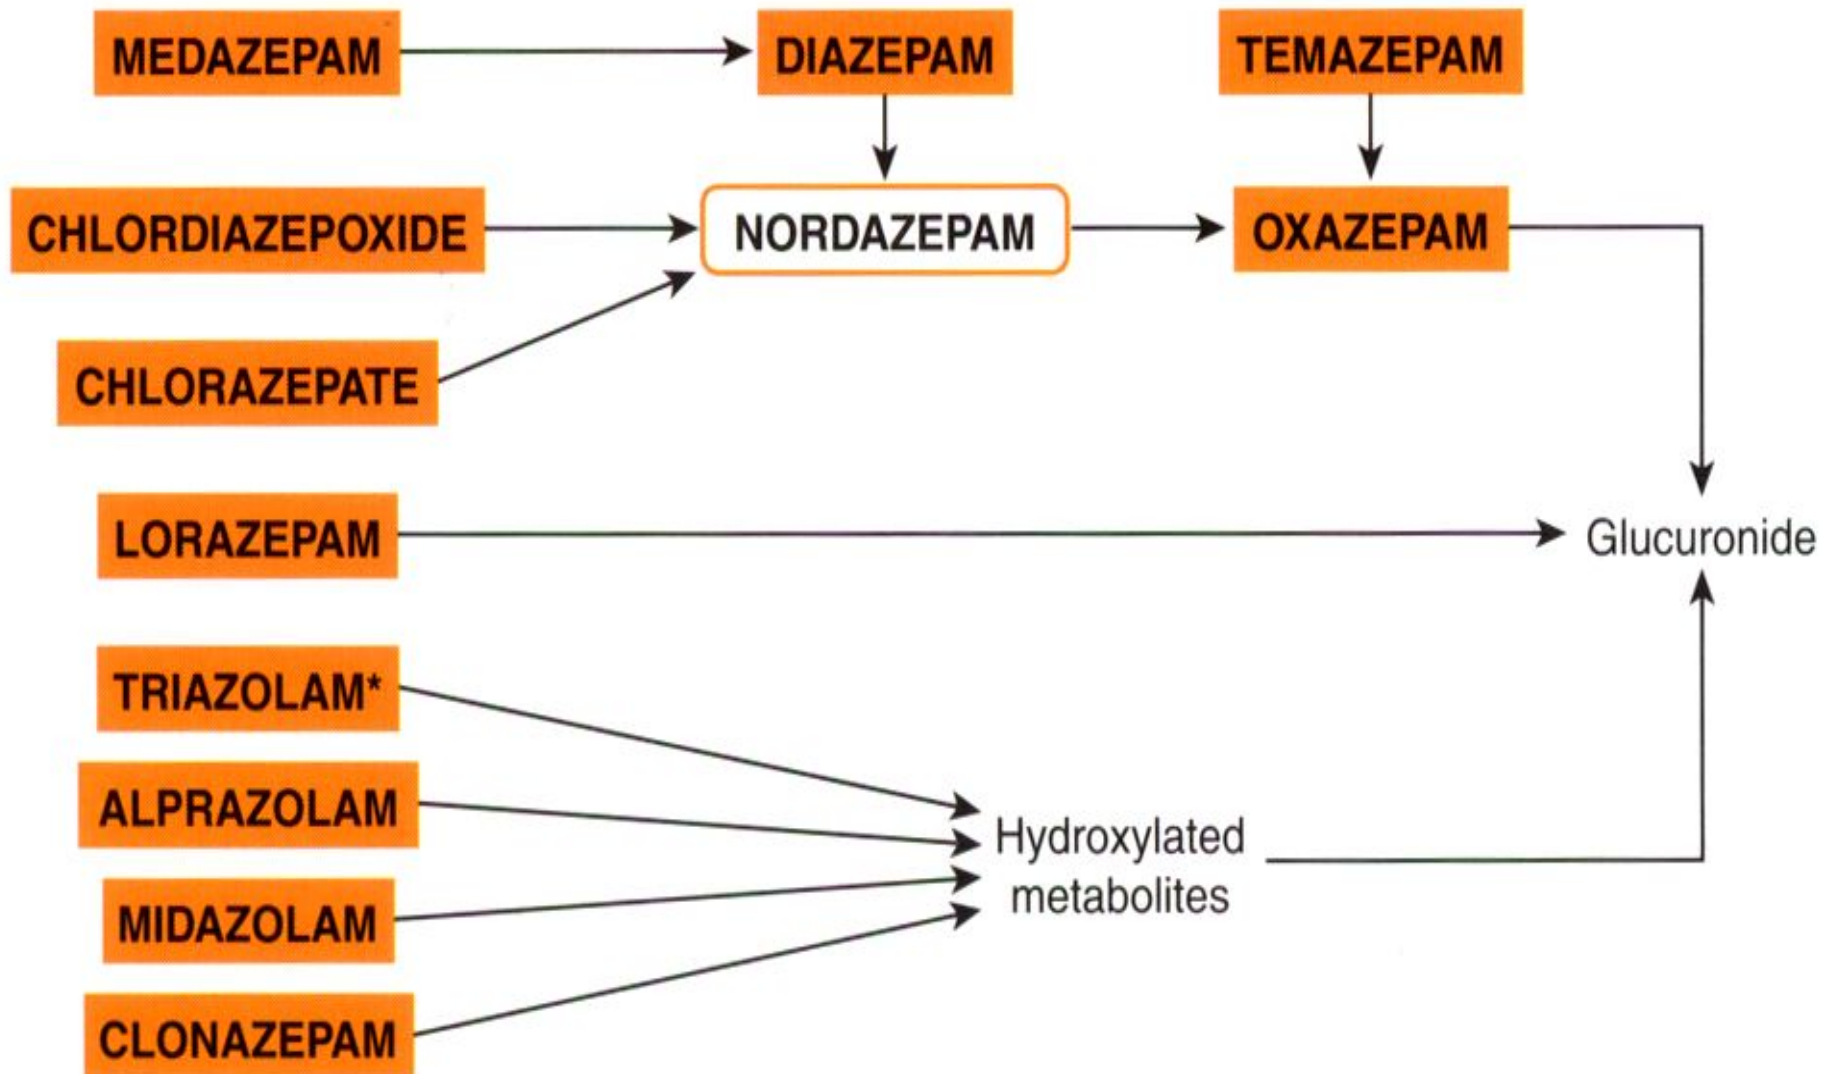 MEDAZEPAM
DIAZEPAM
TEMAZEPAM
CHLORDIAZEPOXIDE
NORDAZEPAM
OXAZEPAM
CHLORAZEPATE
LORAZEPAM
Glucuronide
TRIAZOLAM*
ALPRAZOLAM
Hydroxylated
metabolites
MIDAZOLAM
CLONAZEPAM